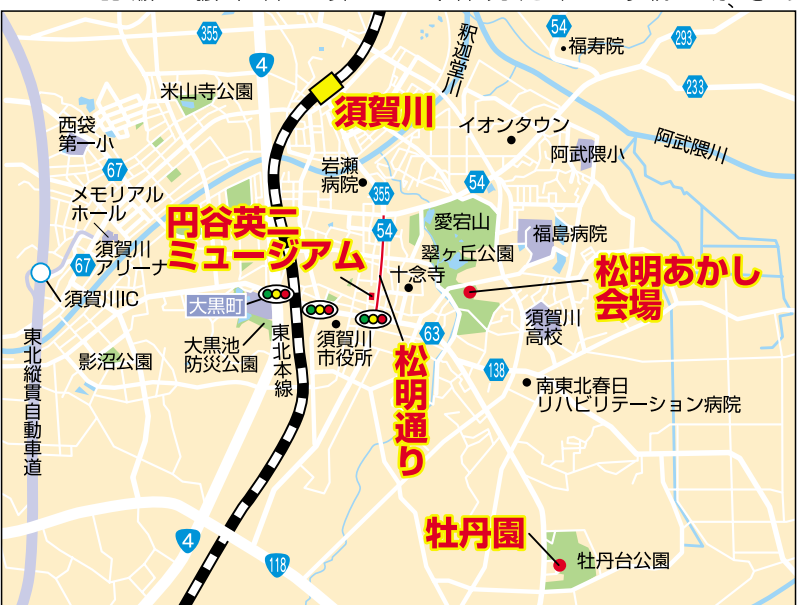 355
4
54
福寿院
293
233
釈迦堂川
米山寺公園
須賀川
イオンタウン
阿武隈小
阿武隈川
西袋
第一小
67
岩瀬
病院
355
54
メモリアル
ホール
円谷英二
ミュージアム
54
愛宕山
翠ヶ丘公園
福島病院
須賀川
アリーナ
67
十念寺
松明あかし
会場
須賀川IC
大黒町
須賀川
高校
東北縦貫自動車道
影沼公園
大黒池
防災公園
東北本線
須賀川
市役所
63
松明通り
138
南東北春日
リハビリテーション病院
4
118
牡丹園
牡丹台公園